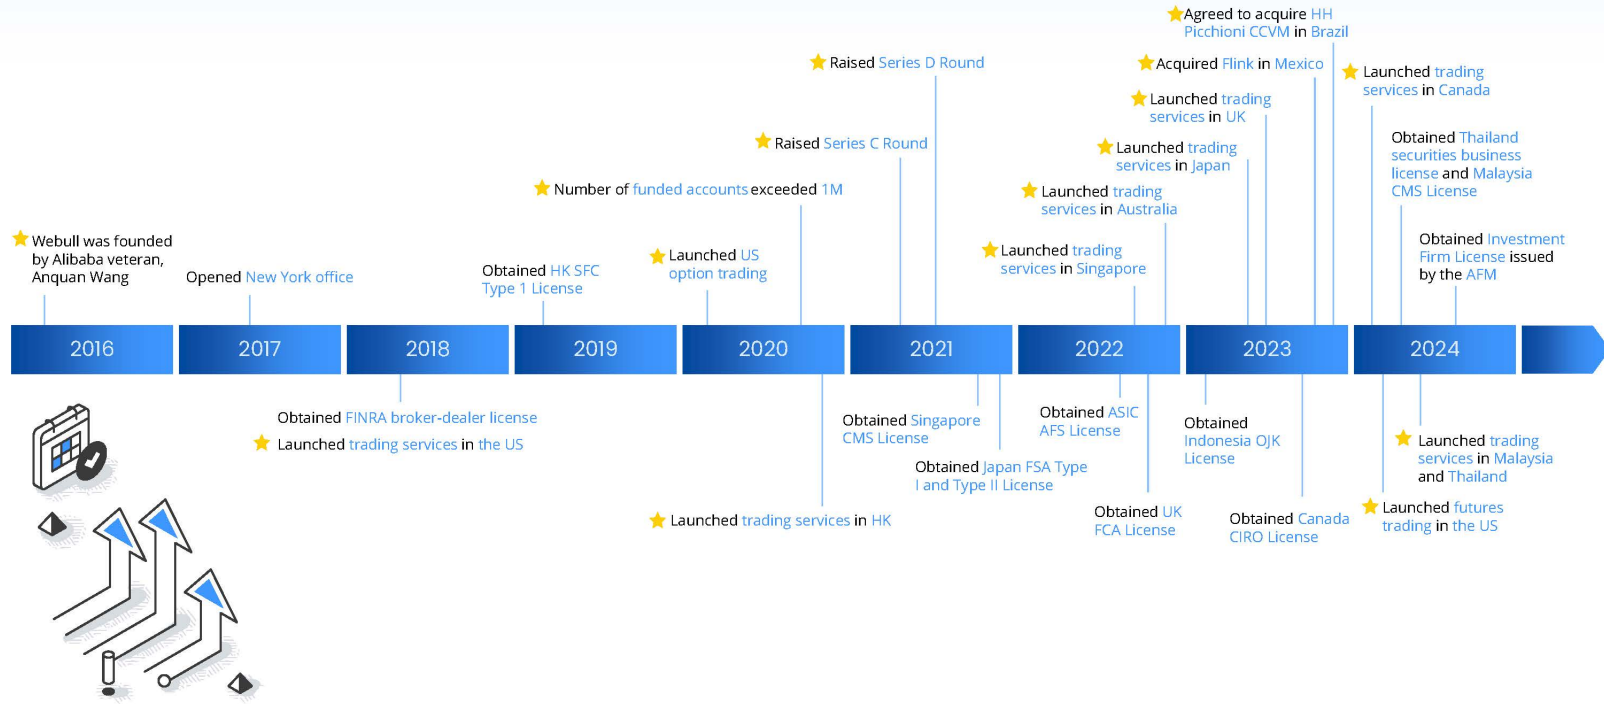 Agreed to acquire HH
Picchioni CCVM in Brazil
Raised Series D Round
Acquired Flink in Mexico
Launched trading
services in Canada
Launched trading
services in UK
Raised Series C Round
Launched trading
services in Japan
Obtained Thailand
securities business
license and Malaysia
CMS License
Number of funded accounts exceeded 1M
Launched trading
services in Australia
Webull was founded
by Alibaba veteran,
Anquan Wang
Opened New York office
Obtained HK SFC
Type 1 License
Launched US
option trading
Launched trading
services in Singapore
Obtained Investment
Firm License issued
by the AFM
2016
2017
2018
2019
2020
2021
2022
2023
2024
Obtained FINRA broker-dealer license
Launched trading services in the US
Launched trading services in HK
Obtained Singapore
CMS License
Obtained Japan FSA Type
I and Type II License
Obtained ASIC
AFS License
Obtained UK
FCA License
Obtained
Indonesia OJK
License
Obtained Canada
CIRO License
Launched trading
services in Malaysia
and Thailand
Launched futures
trading in the US